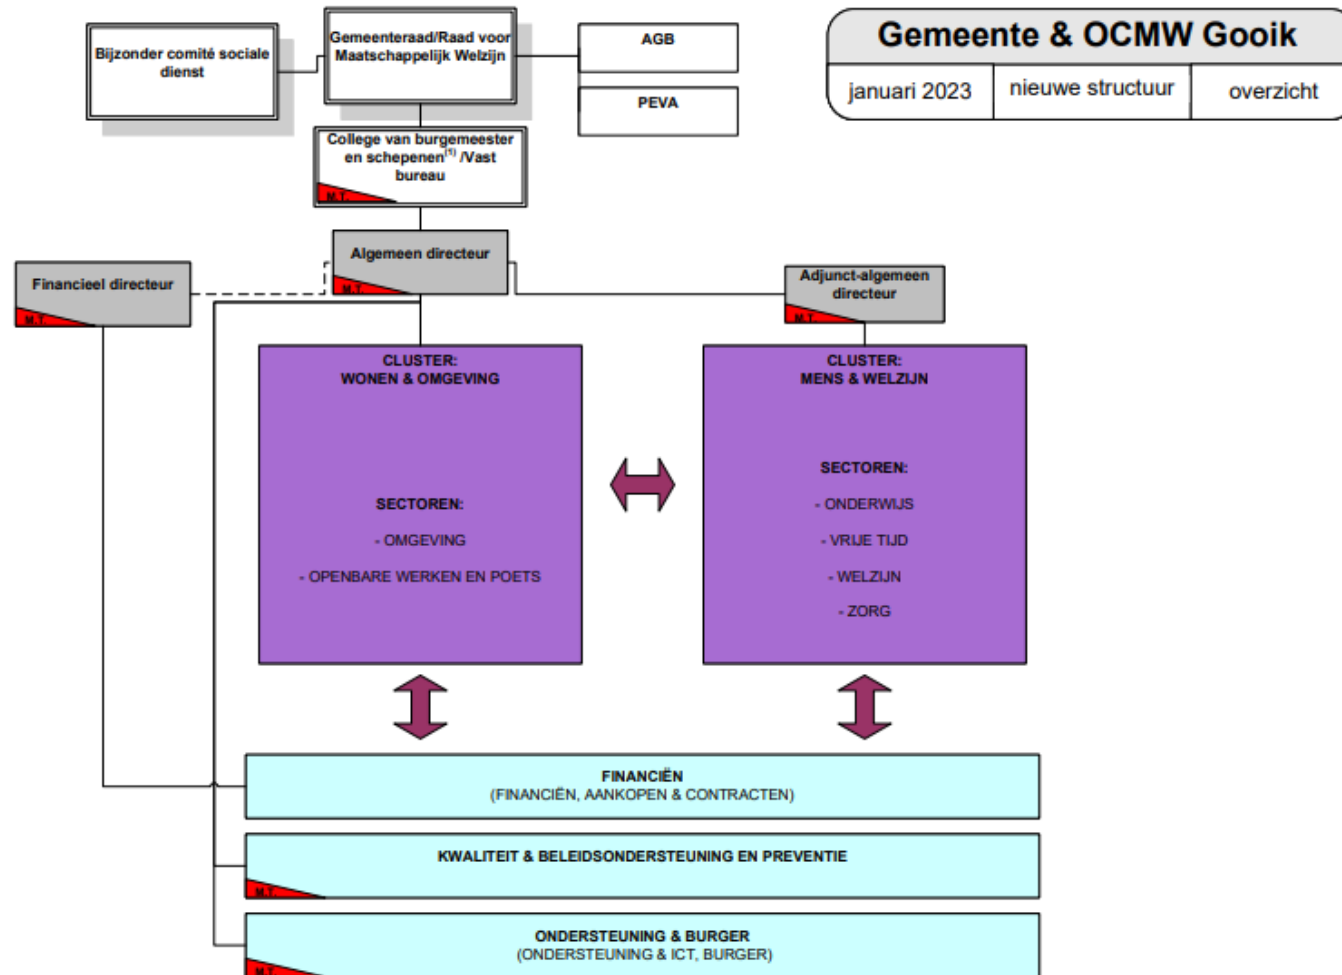 Gemeente & OCMW Gooik
januari 2023
nieuwe structuur
overzicht
Bijzonder comité sociale
dienst
Gemeenteraad/Raad voor
Maatschappelijk Welzijn
AGB
PEVA
College van burgemeester
en schepenen(1) /Vast
bureau
M.T.
Algemeen directeur
M.T.
Financieel directeur
M.T.
Adjunct-algemeen
directeur
M.T.
CLUSTER:
WONEN & OMGEVING
SECTOREN:
- OMGEVING
- OPENBARE WERKEN EN POETS
CLUSTER:
MENS & WELZIJN
SECTOREN:
- ONDERWIJS
- VRIJE TIJD
- WELZIJN
- ZORG
FINANCIËN
(FINANCIËN, AANKOPEN & CONTRACTEN)
KWALITEIT & BELEIDSONDERSTEUNING EN PREVENTIE
M.T.
ONDERSTEUNING & BURGER
(ONDERSTEUNING & ICT, BURGER)
M.T.